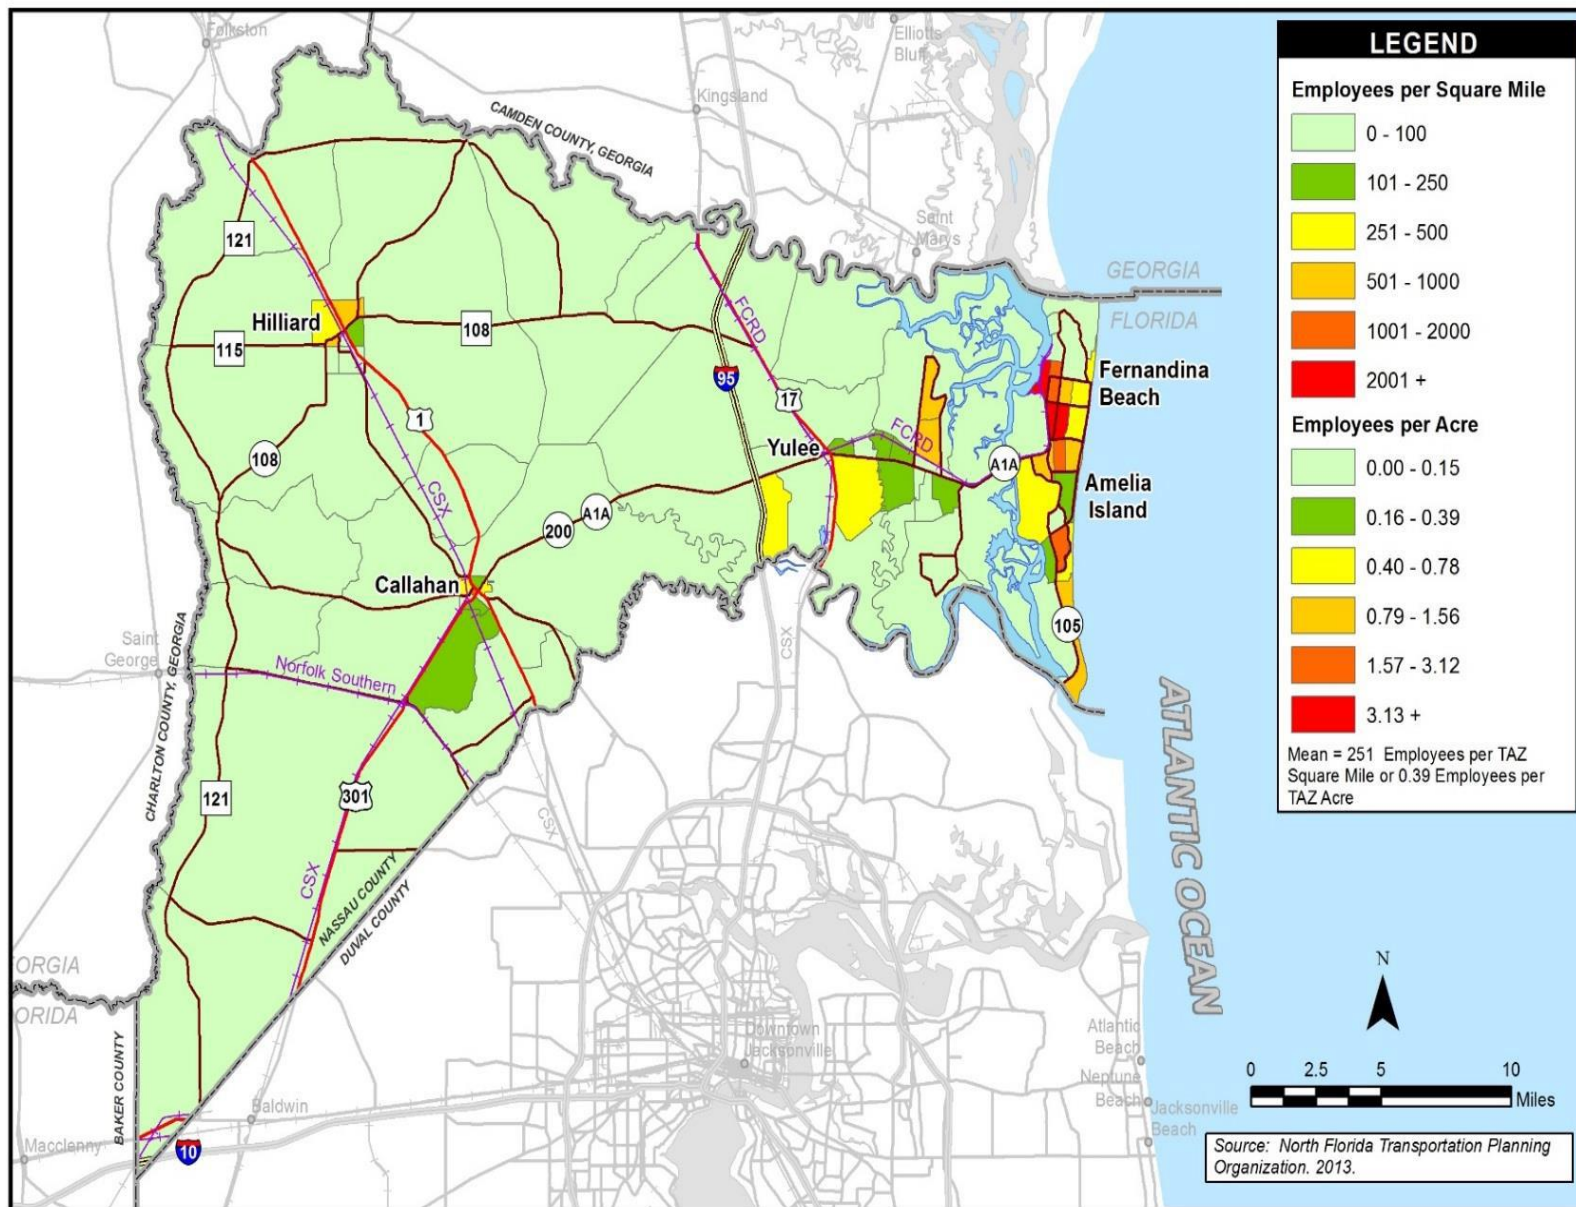 Folkston
Elliotts
Bluff
Kingsland
CAMDEN COUNTY, GEORGIA
Saint
Marys
GEORGIA
FLORIDA
121
Hilliard
108
115
FCRD
95
17
Fernandina
Beach
1
108
Yulee
FCRD
A1A
CSX
Amelia
Island
200
A1A
Callahan
105
Saint
George
Norfolk Southern
CSX
CHARLTON COUNTY, GEORGIA
121
301
CSX
CSX
NASSAU COUNTY
DUVAL COUNTY
ATLANTIC OCEAN
ORGIA
ORIDA
BAKER COUNTY
Baldwin
Macclenny
10
Downtown
Jacksonville
Atlantic
Beach
Neptune
Beach
Jacksonville
Beach
LEGEND
Employees per Square Mile
0 - 100
101 - 250
251 - 500
501 - 1000
1001 - 2000
2001 +
Employees per Acre
0.00 - 0.15
0.16 - 0.39
0.40 - 0.78
0.79 - 1.56
1.57 - 3.12
3.13 +
Mean = 251 Employees per TAZ
Square Mile or 0.39 Employees per
TAZ Acre
N
0 2.5 5 10
Miles
Source: North Florida Transportation Planning
Organization. 2013.